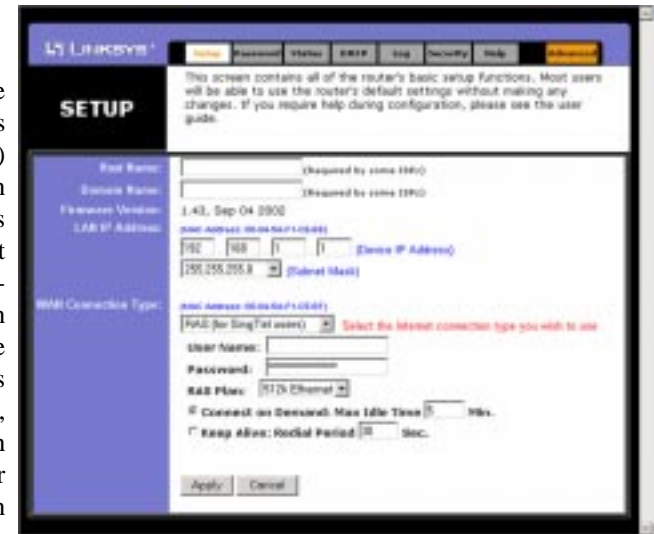 LINKSYS
Setup Password Status DHCP Log Security Help Advanced
SETUP
This screen contains all of the router's basic setup functions. Most users
will be able to use the router's default settings without making any
changes. If you require help during configuration, please see the user
guide.
Host Name: (Required by some ISPs)
Domain Name: (Required by some ISPs)
Firmware Version: 1.43, Sep 04 2002
LAN IP Address:
192 168 1 1 (Device IP Address)
255.255.255.0 (Subnet Mask)
WAN Connection Type:
RAS (for SingTel users) Select the Internet connection type you wish to use
User Name:
Password:
RAS Plan: 512k Ethernet
Connect on Demand: Max Idle Time 5 Min.
Keep Alive: Redial Period 30 Sec.
Apply Cancel